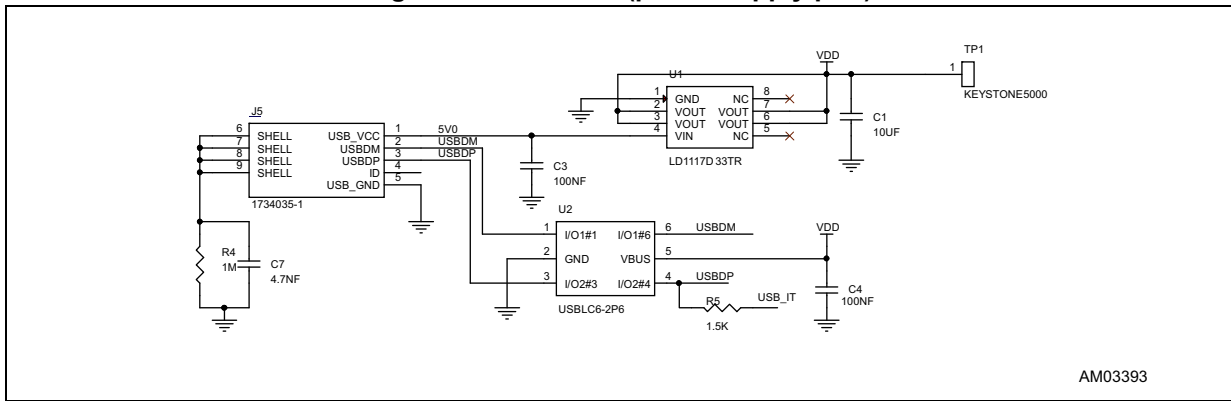 VDD
TP1
U1
1
KEYSTONE5000
J5
1 GND NC 8
2 VOUT VOUT 7
3 VOUT VOUT 6
4 VIN NC 5
C1
10UF
LD1117D33TR
6 SHELL USB_VCC 1 5V0
7 SHELL USBDM 2 USBDM
8 SHELL USBDP 3 USBDP
9 SHELL ID 4
USB_GND 5
1734035-1
C3
100NF
U2
1 I/O1#1 I/O1#6 6 USBDM
2 GND VBUS 5
3 I/O2#3 I/O2#4 4 USBDP
USBLC6-2P6
VDD
R4
1M
C7
4.7NF
C4
100NF
R5
USB_IT
1.5K
AM03393